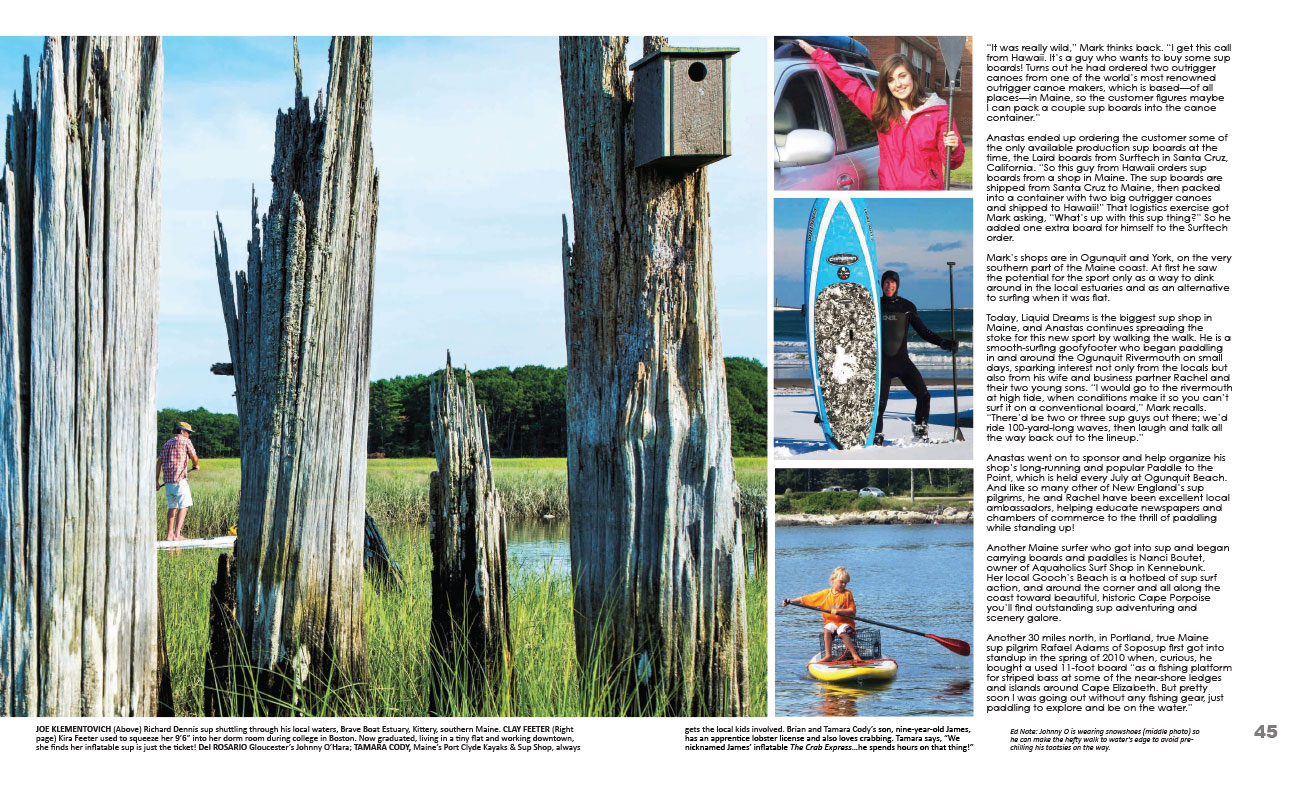 “It was really wild,” Mark thinks back. “I get this call
from Hawaii. It’s a guy who wants to buy some sup
boards! Turns out he had ordered two outrigger
canoes from one of the world’s most renowned
outrigger canoe makers, which is based—of all
places—in Maine, so the customer figures maybe
I can pack a couple sup boards into the canoe
container.”
Anastas ended up ordering the customer some of
the only available production sup boards at the
time, the Laird boards from Surftech in Santa Cruz,
California. “So this guy from Hawaii orders sup
boards from a shop in Maine. The sup boards are
shipped from Santa Cruz to Maine, then packed
into a container with two big outrigger canoes
and shipped to Hawaii!” That logistics exercise got
Mark asking, “What’s up with this sup thing?” So he
added one extra board for himself to the Surftech
order.
Mark’s shops are in Ogunquit and York, on the very
southern part of the Maine coast. At first he saw
the potential for the sport only as a way to dink
around in the local estuaries and as an alternative
to surfing when it was flat.
Today, Liquid Dreams is the biggest sup shop in
Maine, and Anastas continues spreading the
stoke for this new sport by walking the walk. He is a
smooth-surfing goofyfooter who began paddling
in and around the Ogunquit Rivermouth on small
days, sparking interest not only from the locals but
also from his wife and business partner Rachel and
their two young sons. “I would go to the rivermouth
at high tide, when conditions make it so you can’t
surf it on a conventional board,” Mark recalls.
“There’d be two or three sup guys out there; we’d
ride 100-yard-long waves, then laugh and talk all
the way back out to the lineup.”
Anastas went on to sponsor and help organize his
shop’s long-running and popular Paddle to the
Point, which is held every July at Ogunquit Beach.
And like so many other of New England’s sup
pilgrims, he and Rachel have been excellent local
ambassadors, helping educate newspapers and
chambers of commerce to the thrill of paddling
while standing up!
Another Maine surfer who got into sup and began
carrying boards and paddles is Nanci Boutet,
owner of Aquaholics Surf Shop in Kennebunk.
Her local Gooch’s Beach is a hotbed of sup surf
action, and around the corner and all along the
coast toward beautiful, historic Cape Porpoise
you’ll find outstanding sup adventuring and
scenery galore.
Another 30 miles north, in Portland, true Maine
sup pilgrim Rafael Adams of Soposup first got into
standup in the spring of 2010 when, curious, he
bought a used 11-foot board “as a fishing platform
for striped bass at some of the near-shore ledges
and islands around Cape Elizabeth. But pretty
soon I was going out without any fishing gear, just
paddling to explore and be on the water.”
JOE KLEMENTOVICH (Above) Richard Dennis sup shuttling through his local waters, Brave Boat Estuary, Kittery, southern Maine. CLAY FEETER (Right
page) Kira Feeter used to squeeze her 9’6” into her dorm room during college in Boston. Now graduated, living in a tiny flat and working downtown,
she finds her inflatable sup is just the ticket! Del ROSARIO Gloucester’s Johnny O’Hara; TAMARA CODY, Maine’s Port Clyde Kayaks & Sup Shop, always
gets the local kids involved. Brian and Tamara Cody’s son, nine-year-old James,
has an apprentice lobster license and also loves crabbing. Tamara says, “We
nicknamed James’ inflatable The Crab Express...he spends hours on that thing!”
Ed Note: Johnny O is wearing snowshoes (middle photo) so
he can make the hefty walk to water’s edge to avoid pre-
chilling his tootsies on the way.
45